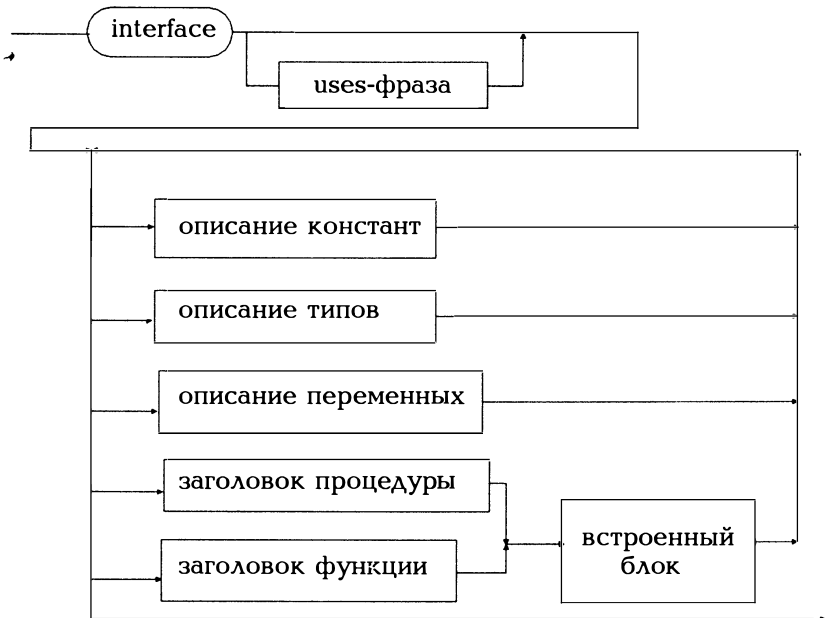 interface
uses-фраза
описание констант
описание типов
описание переменных
заголовок процедуры
заголовок функции
встроенный
блок